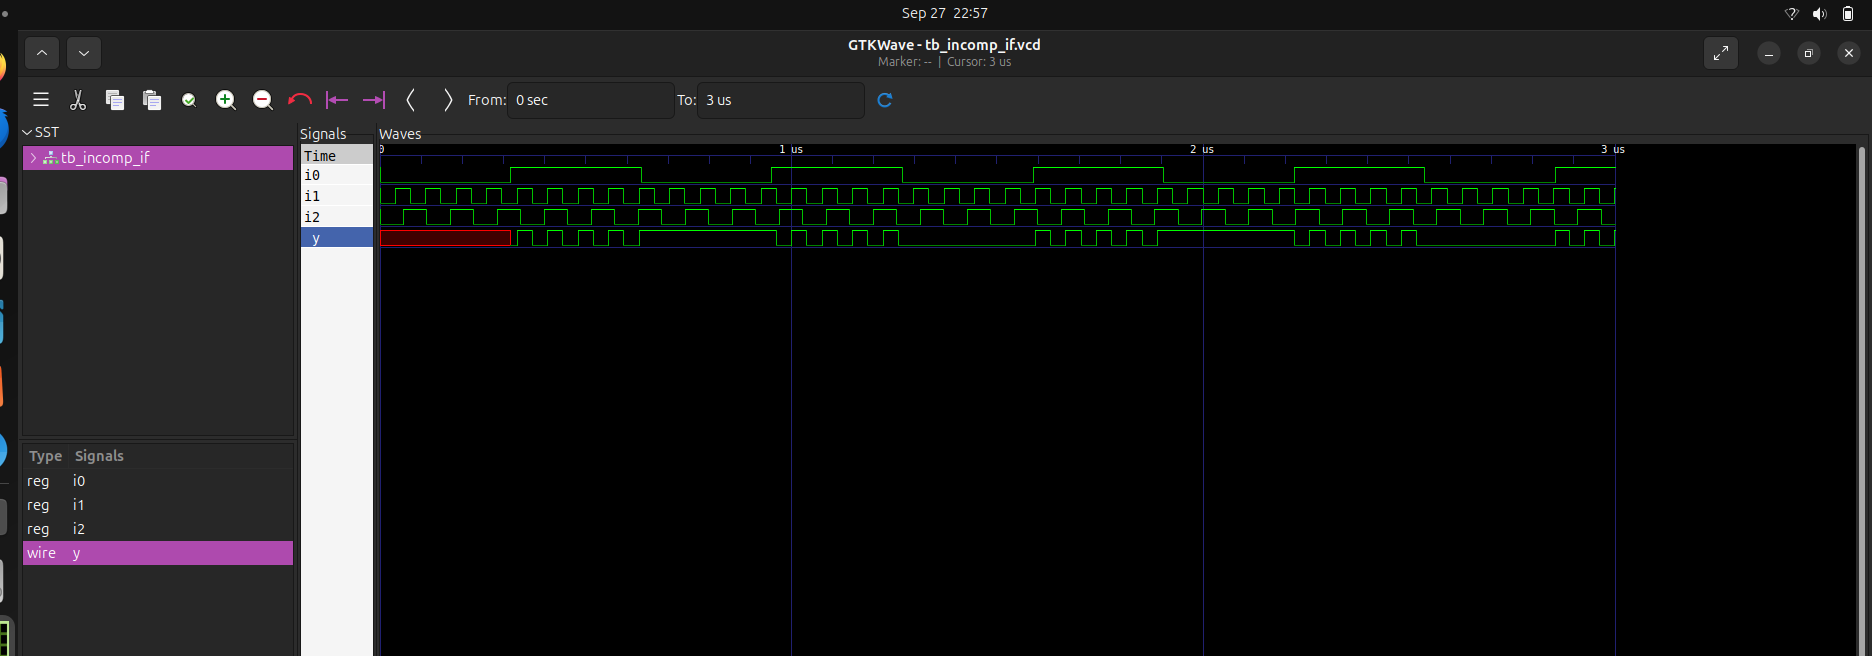 Sep 27 22:57
GTKWave - tb_incomp_if.vcd
Marker: -- | Cursor: 3 us
From: 0 sec To: 3 us
SST
tb_incomp_if
Type Signals
reg i0
reg i1
reg i2
wire y
Signals
Time
i0
i1
i2
y
Waves
0 1 us 2 us 3 us